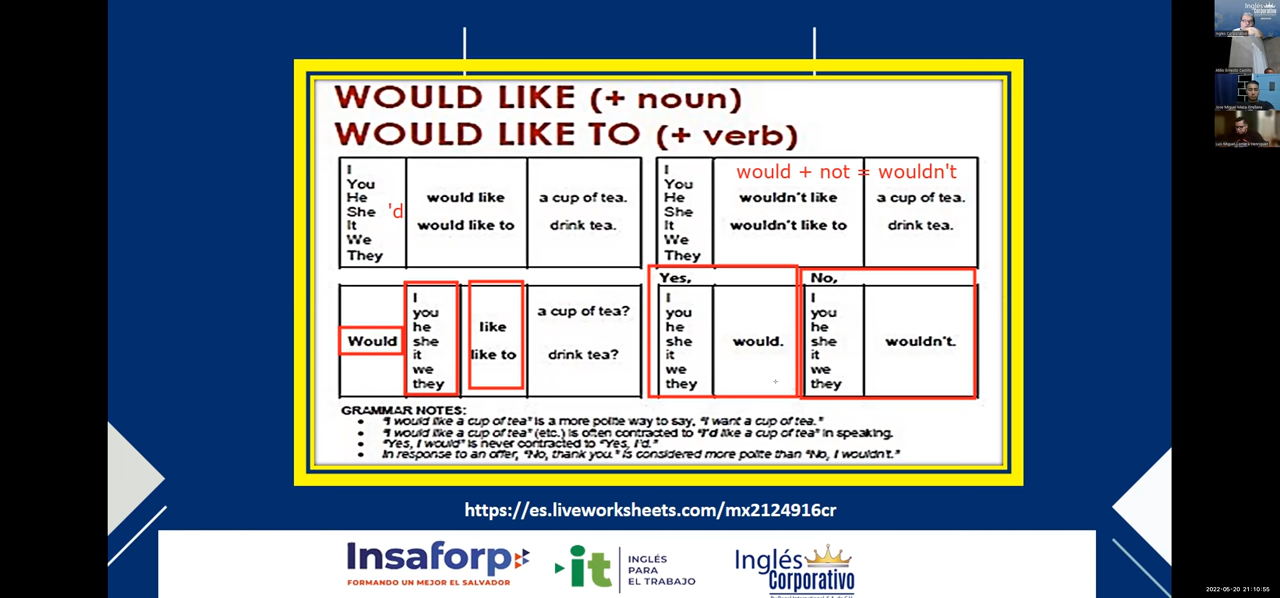 WOULD LIKE (+ noun)
WOULD LIKE TO (+ verb)
I
You
He
She
It
We
They
'd
would like
would like to
a cup of tea.
drink tea.
I
You
He
She
It
We
They
would + not = wouldn't
wouldn't like
wouldn't like to
a cup of tea.
drink tea.
Would
I
you
he
she
it
we
they
like
like to
a cup of tea?
drink tea?
Yes,
I
you
he
she
it
we
they
would.
No,
I
you
he
she
it
we
they
wouldn't.
GRAMMAR NOTES:
• "I would like a cup of tea" is a more polite way to say, "I want a cup of tea."
• "I would like a cup of tea" (etc.) is often contracted to "I'd like a cup of tea" in speaking.
• "Yes, I would" is never contracted to "Yes, I'd."
• In response to an offer, "No, thank you." is considered more polite than "No, I wouldn't."
https://es.liveworksheets.com/mx2124916cr
Insaforp
FORMANDO UN MEJOR EL SALVADOR
it
INGLÉS
PARA
EL TRABAJO
Inglés
Corporativo
Inglés
Corporativo
2022-05-20 21:10:55